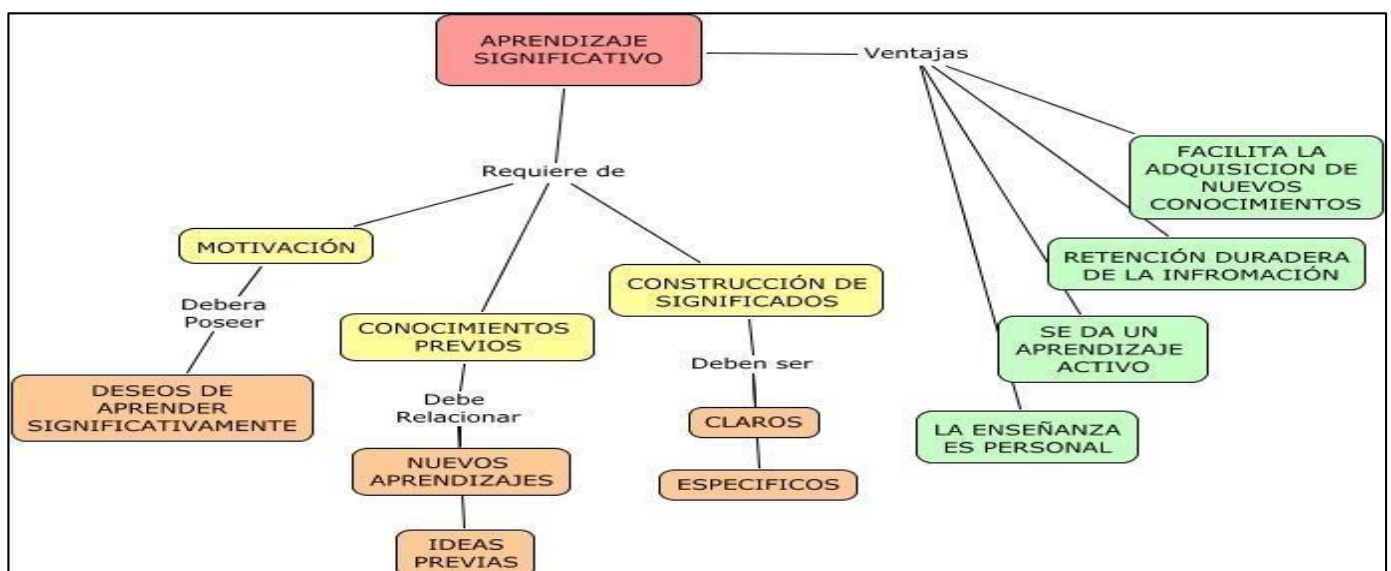 APRENDIZAJE
SIGNIFICATIVO
Ventajas
Requiere de
MOTIVACIÓN
Debera
Poseer
DESEOS DE
APRENDER
SIGNIFICATIVAMENTE
CONOCIMIENTOS
PREVIOS
Debe
Relacionar
NUEVOS
APRENDIZAJES
IDEAS
PREVIAS
CONSTRUCCIÓN DE
SIGNIFICADOS
Deben ser
CLAROS
ESPECIFICOS
FACILITA LA
ADQUISICION DE
NUEVOS
CONOCIMIENTOS
RETENCIÓN DURADERA
DE LA INFROMACIÓN
SE DA UN
APRENDIZAJE
ACTIVO
LA ENSEÑANZA
ES PERSONAL